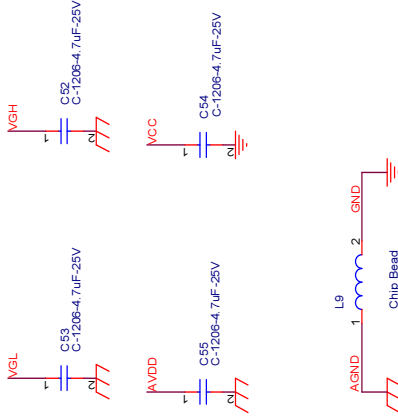 VGH
1
C52
C-1206-4.7uF-25V
2
VCC
1
C54
C-1206-4.7uF-25V
2
VGL
1
C53
C-1206-4.7uF-25V
2
AVDD
1
C55
C-1206-4.7uF-25V
2
L9
AGND
1
2
GND
Chip Bead